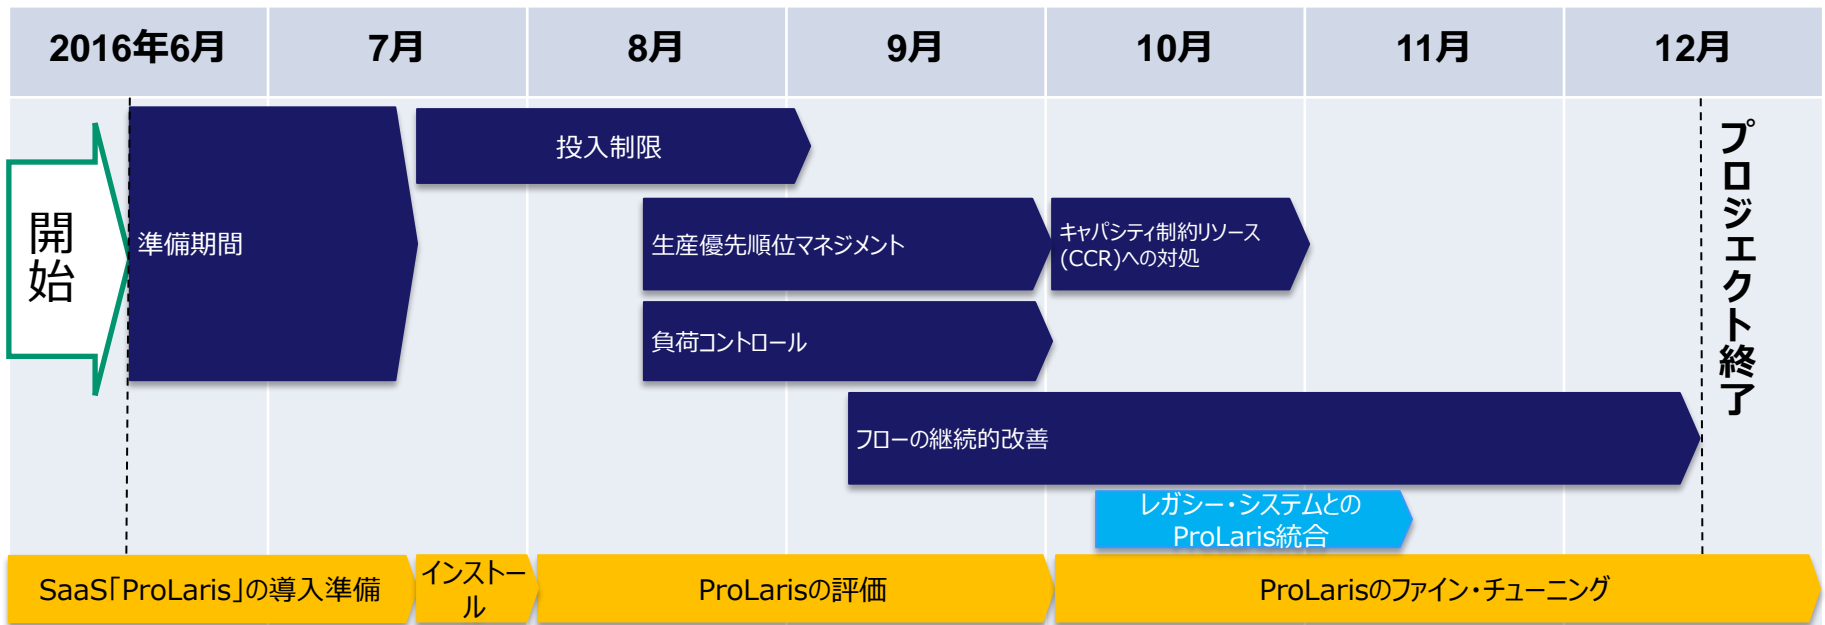 2016年6月
7月
8月
9月
10月
11月
12月
開
始
準備期間
投入制限
生産優先順位マネジメント
キャパシティ制約リソース
(CCR)への対処
負荷コントロール
フローの継続的改善
レガシー・システムとの
ProLaris統合
プロジェクト終了
SaaS「ProLaris」の導入準備
インストー
ル
ProLarisの評価
ProLarisのファイン・チューニング